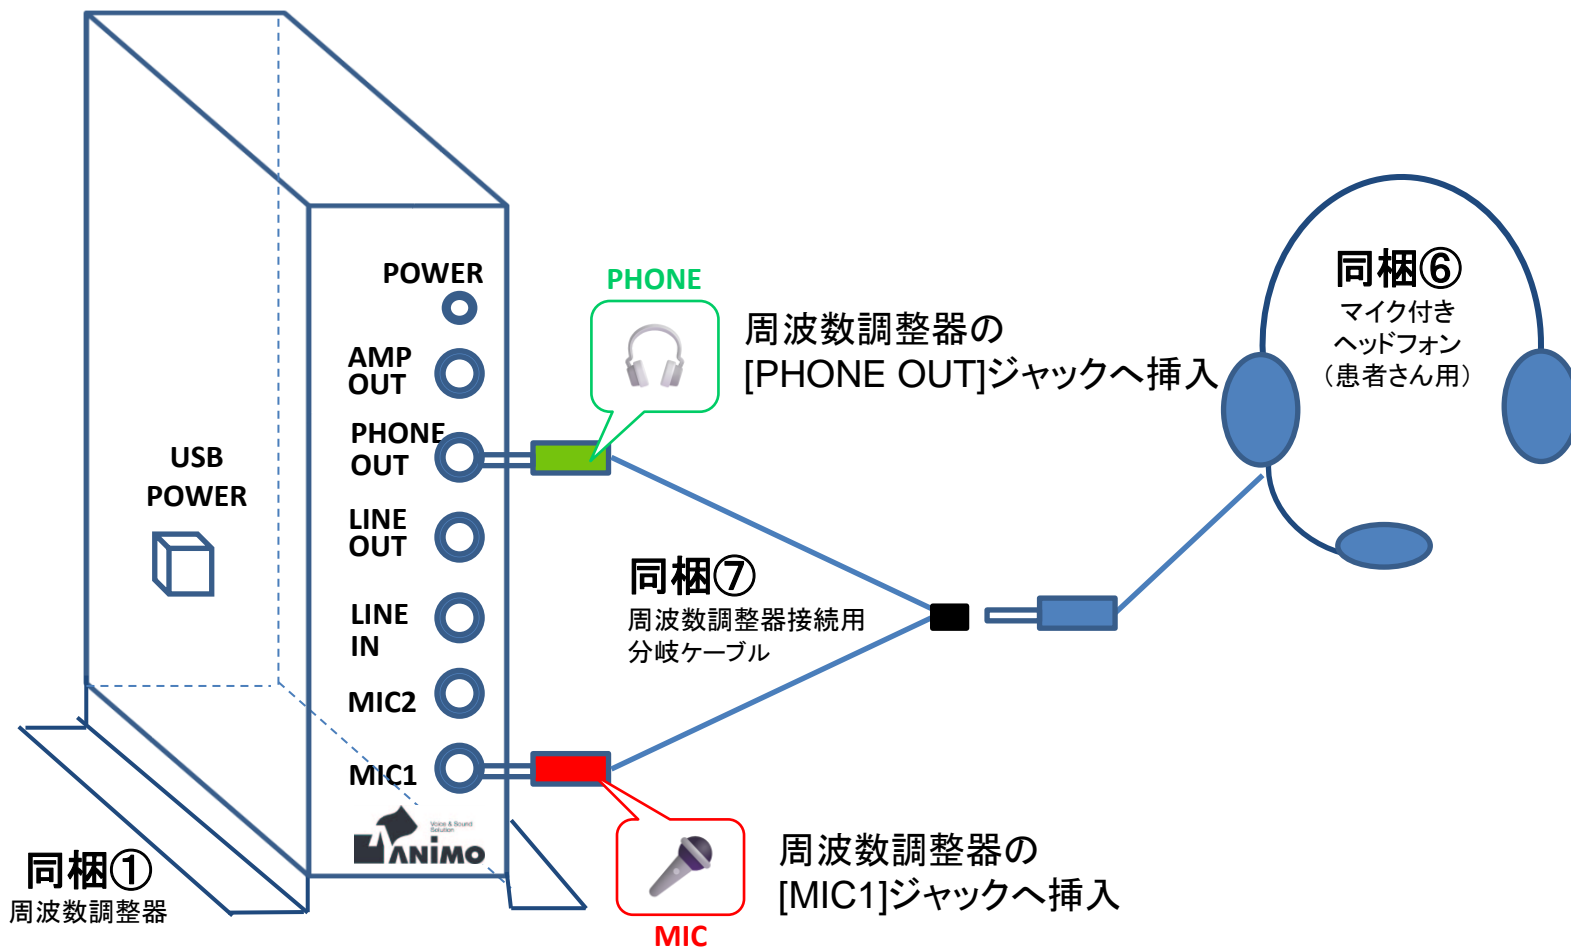 POWER
AMP
OUT
PHONE
OUT
LINE
OUT
LINE
IN
MIC2
MIC1
USB
POWER
Voice & Sound
Solution
ANIMO
同梱①
周波数調整器
PHONE
周波数調整器の
[PHONE OUT]ジャックへ挿入
同梱⑦
周波数調整器接続用
分岐ケーブル
同梱⑥
マイク付き
ヘッドフォン
（患者さん用）
周波数調整器の
[MIC1]ジャックへ挿入
MIC